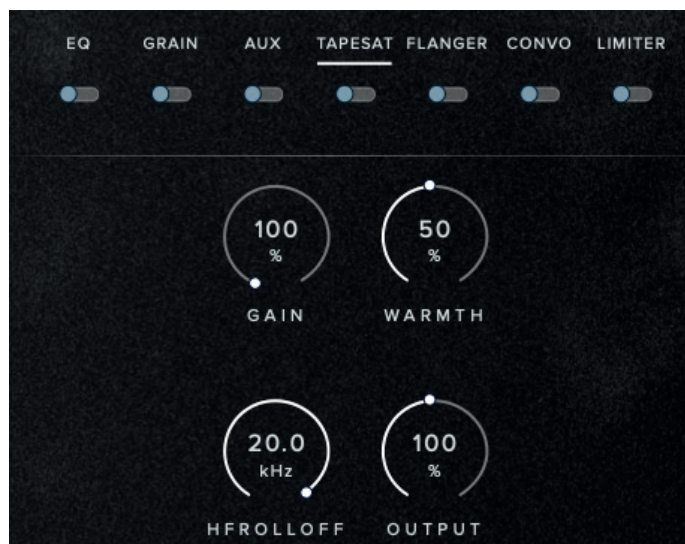 EQ GRAIN AUX TAPESAT FLANGER CONVO LIMITER
100 50
% %
GAIN WARMTH
20.0 100
kHz %
HFROLLOFF OUTPUT